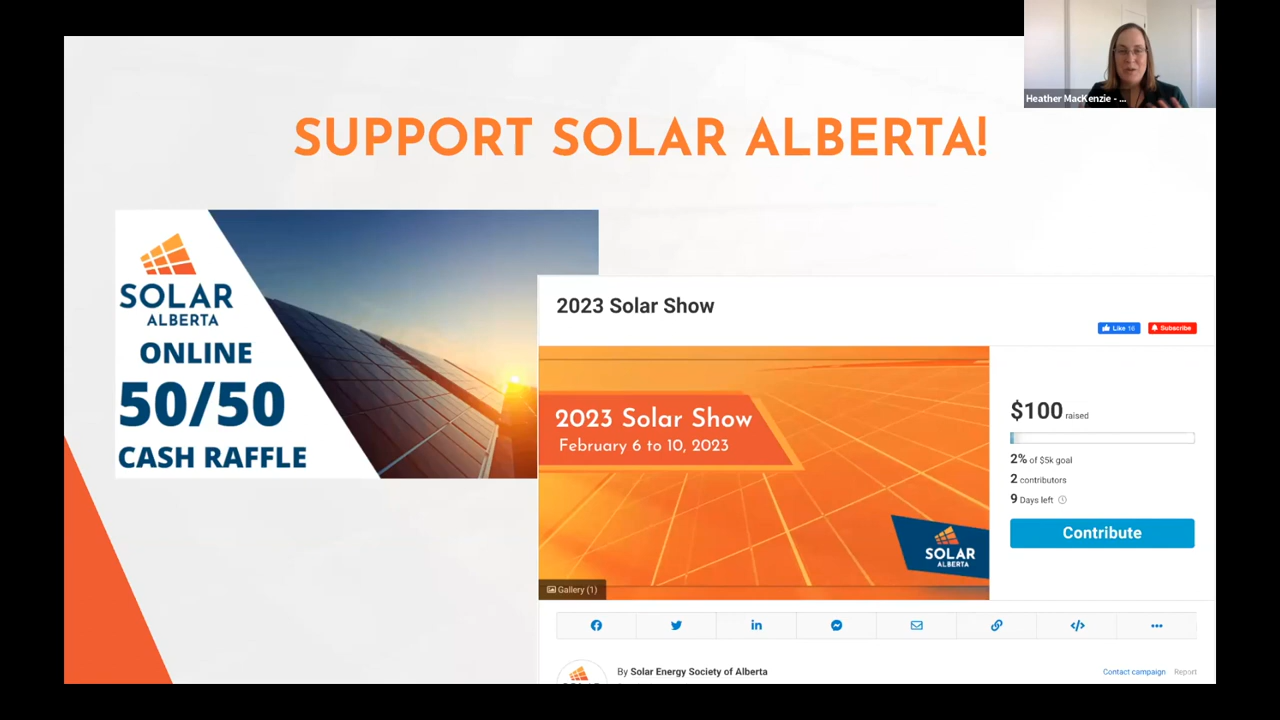 Heather MacKenzie - ...
SUPPORT SOLAR ALBERTA!
SOLAR
ALBERTA
ONLINE
50/50
CASH RAFFLE
2023 Solar Show
Like 16
Subscribe
2023 Solar Show
February 6 to 10, 2023
SOLAR
ALBERTA
Gallery (1)
$100 raised
2% of $5k goal
2 contributors
9 Days left
Contribute
By Solar Energy Society of Alberta
Contact campaign
Report